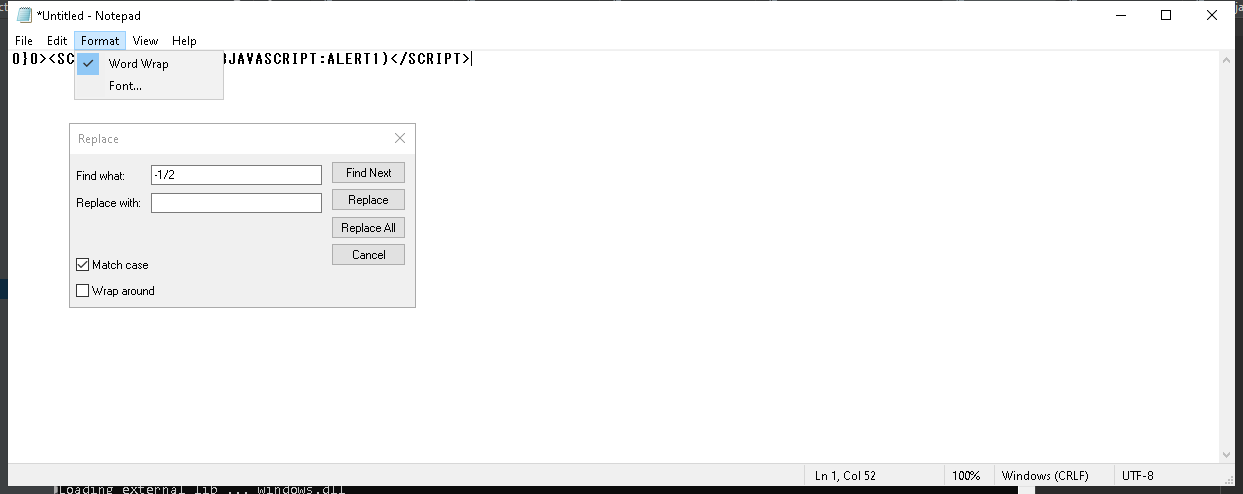 *Untitled - Notepad
File Edit Format View Help
0}0><SC JAVASCRIPT:ALERT1)</SCRIPT>
Word Wrap
Font...
Replace
Find what: -1/2 Find Next
Replace with: Replace
Replace All
Cancel
Match case
Wrap around
Ln 1, Col 52 100% Windows (CRLF) UTF-8
Loading external lib ... windows.dll